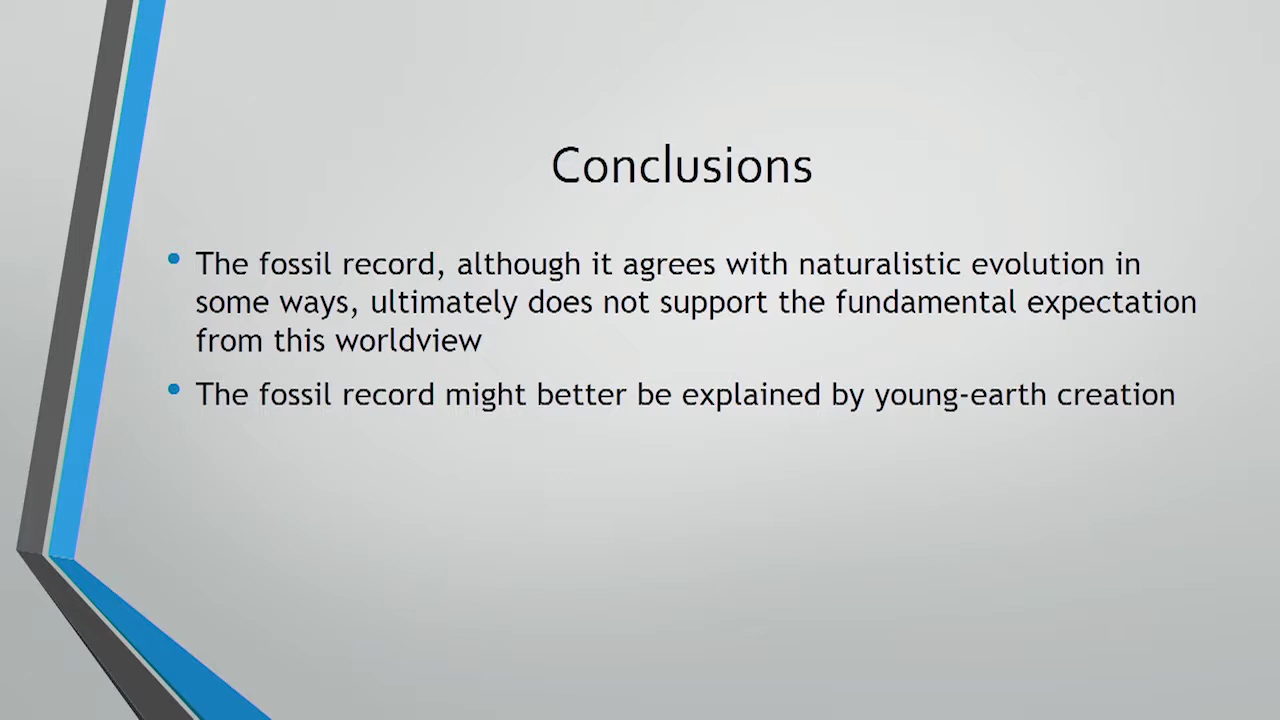 Conclusions
• The fossil record, although it agrees with naturalistic evolution in
some ways, ultimately does not support the fundamental expectation
from this worldview
• The fossil record might better be explained by young-earth creation